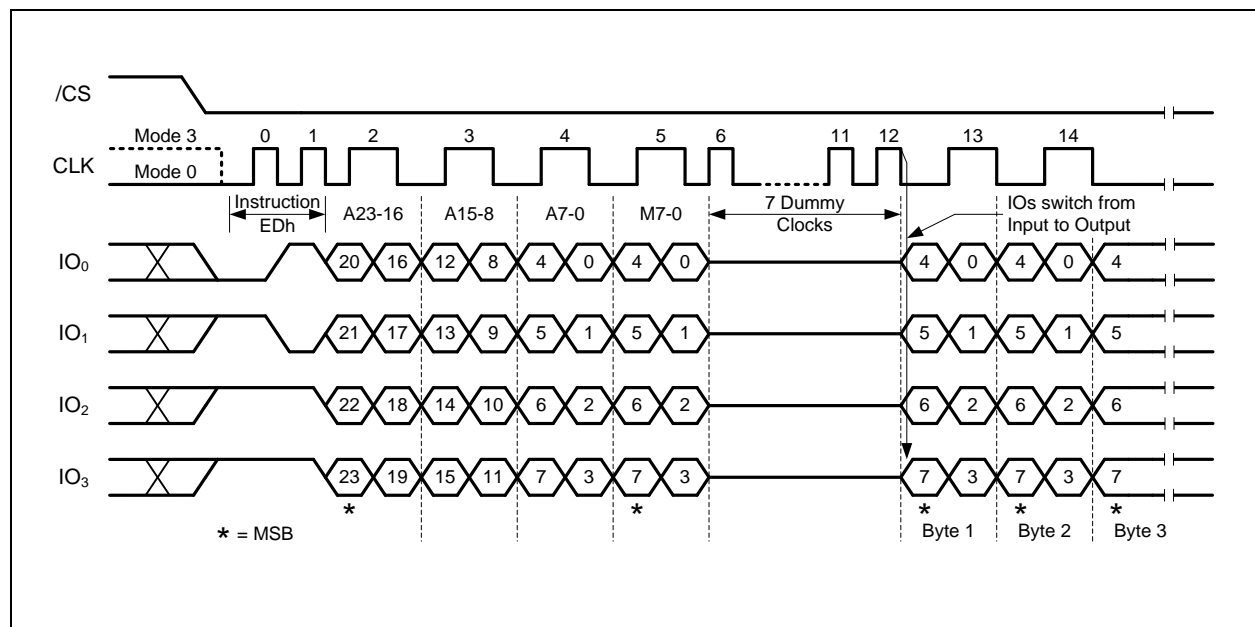 /CS
Mode 3 0 1 2 3 4 5 6 11 12 13 14
CLK
Mode 0
Instruction
EDh
A23-16 A15-8 A7-0 M7-0
7 Dummy
Clocks
IOs switch from
Input to Output
IO₀ 20 16 12 8 4 0 4 0 4 0 4 0 4
IO₁ 21 17 13 9 5 1 5 1 5 1 5 1 5
IO₂ 22 18 14 10 6 2 6 2 6 2 6 2 6
IO₃ 23 19 15 11 7 3 7 3 7 3 7 3 7
* * * * *
* = MSB
Byte 1 Byte 2 Byte 3